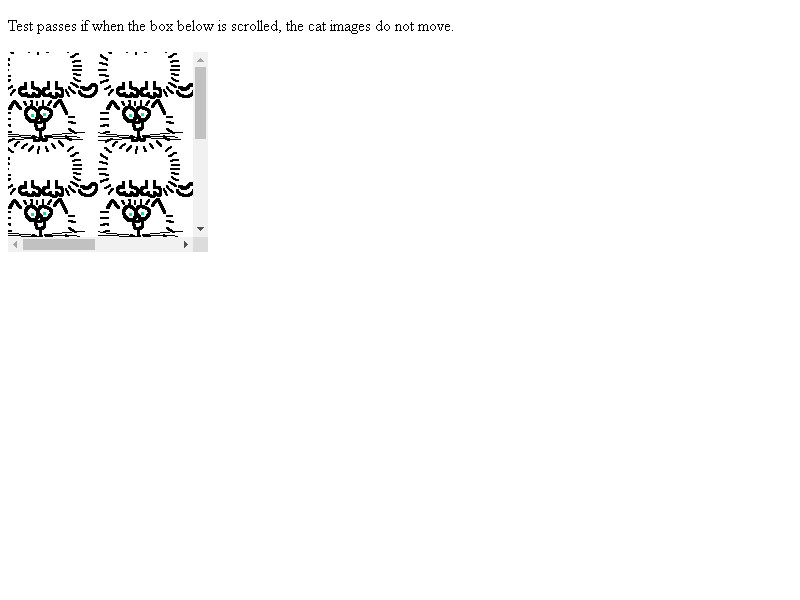 Test passes if when the box below is scrolled, the cat images do not move.